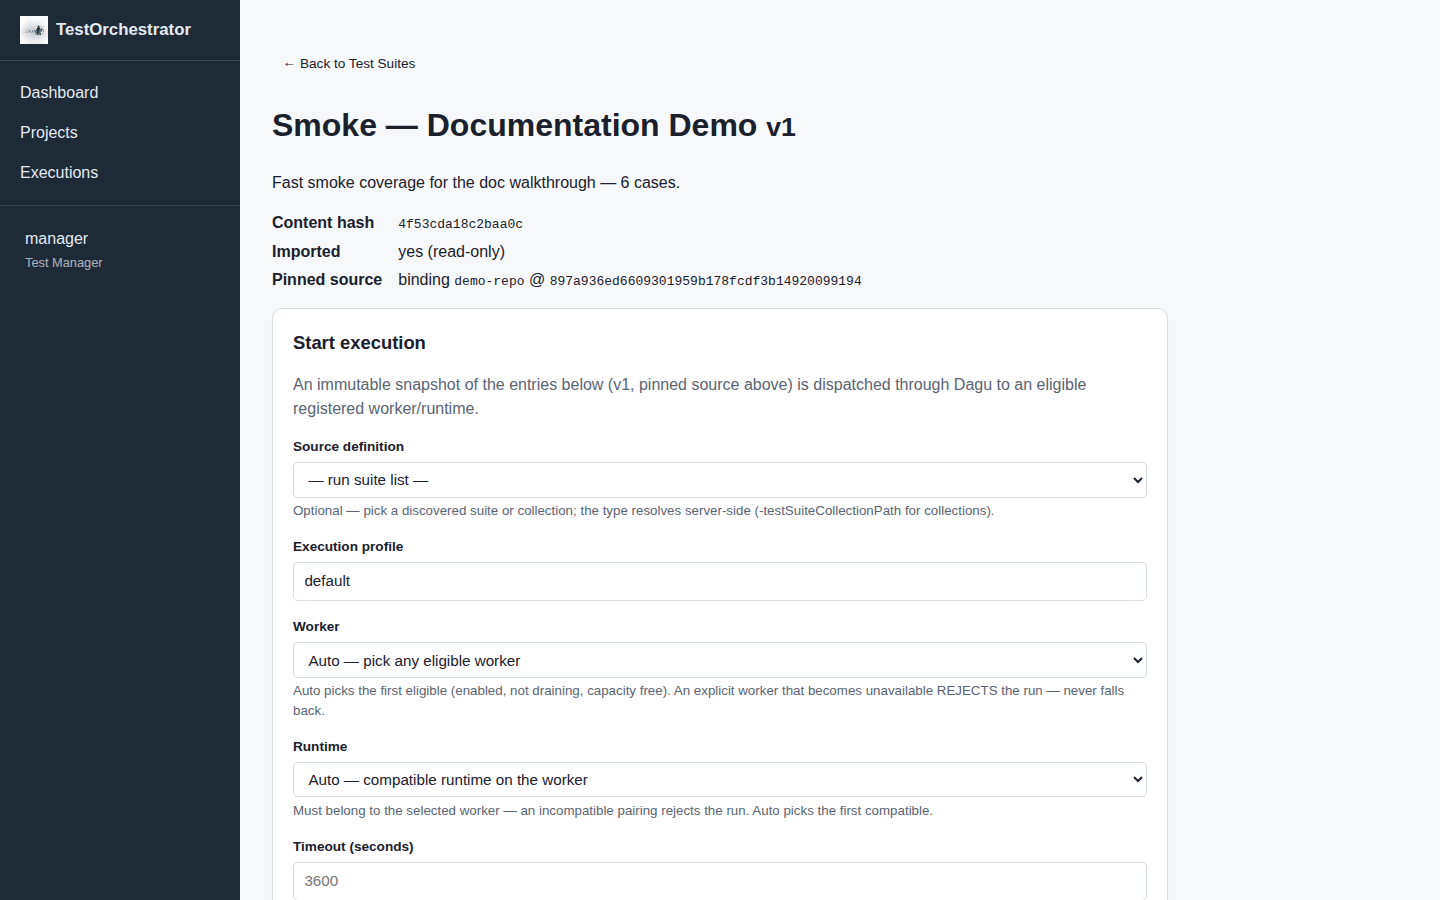 TestOrchestrator
Dashboard
Projects
Executions
manager
Test Manager
← Back to Test Suites
Smoke — Documentation Demo v1
Fast smoke coverage for the doc walkthrough — 6 cases.
Content hash 4f53cda18c2baa0c
Imported yes (read-only)
Pinned source binding demo-repo @ 897a936ed6609301959b178fcdf3b14920099194
Start execution
An immutable snapshot of the entries below (v1, pinned source above) is dispatched through Dagu to an eligible
registered worker/runtime.
Source definition
— run suite list —
Optional — pick a discovered suite or collection; the type resolves server-side (-testSuiteCollectionPath for collections).
Execution profile
default
Worker
Auto — pick any eligible worker
Auto picks the first eligible (enabled, not draining, capacity free). An explicit worker that becomes unavailable REJECTS the run — never falls
back.
Runtime
Auto — compatible runtime on the worker
Must belong to the selected worker — an incompatible pairing rejects the run. Auto picks the first compatible.
Timeout (seconds)
3600